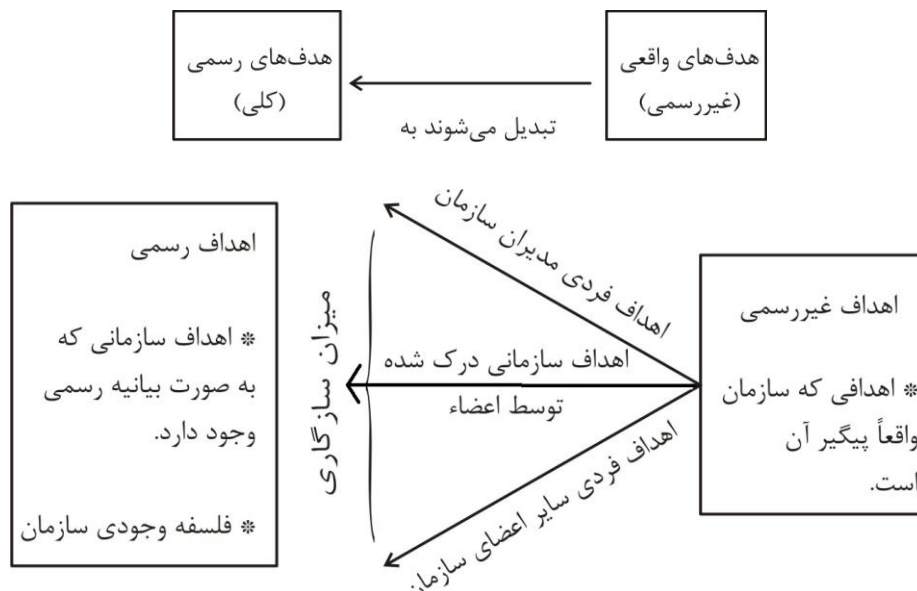 هدف‌های واقعی
(غیررسمی)
تبدیل می‌شوند به
هدف‌های رسمی
(کلی)
اهداف غیررسمی
* اهدافی که سازمان
واقعاً پیگیر آن
است.
اهداف فردی مدیران سازمان
اهداف سازمانی درک شده
توسط اعضاء
اهداف فردی سایر اعضای سازمان
میزان سازگاری
اهداف رسمی
* اهداف سازمانی که
به صورت بیانیه رسمی
وجود دارد.
* فلسفه وجودی سازمان